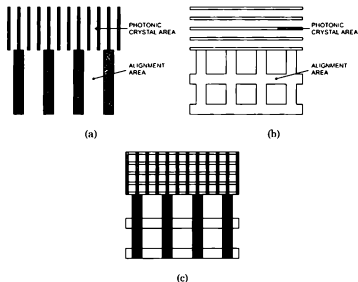 PHOTONIC
CRYSTAL AREA
ALIGNMENT
AREA
(a)
PHOTONIC
CRYSTAL AREA
ALIGNMENT
AREA
(b)
(c)